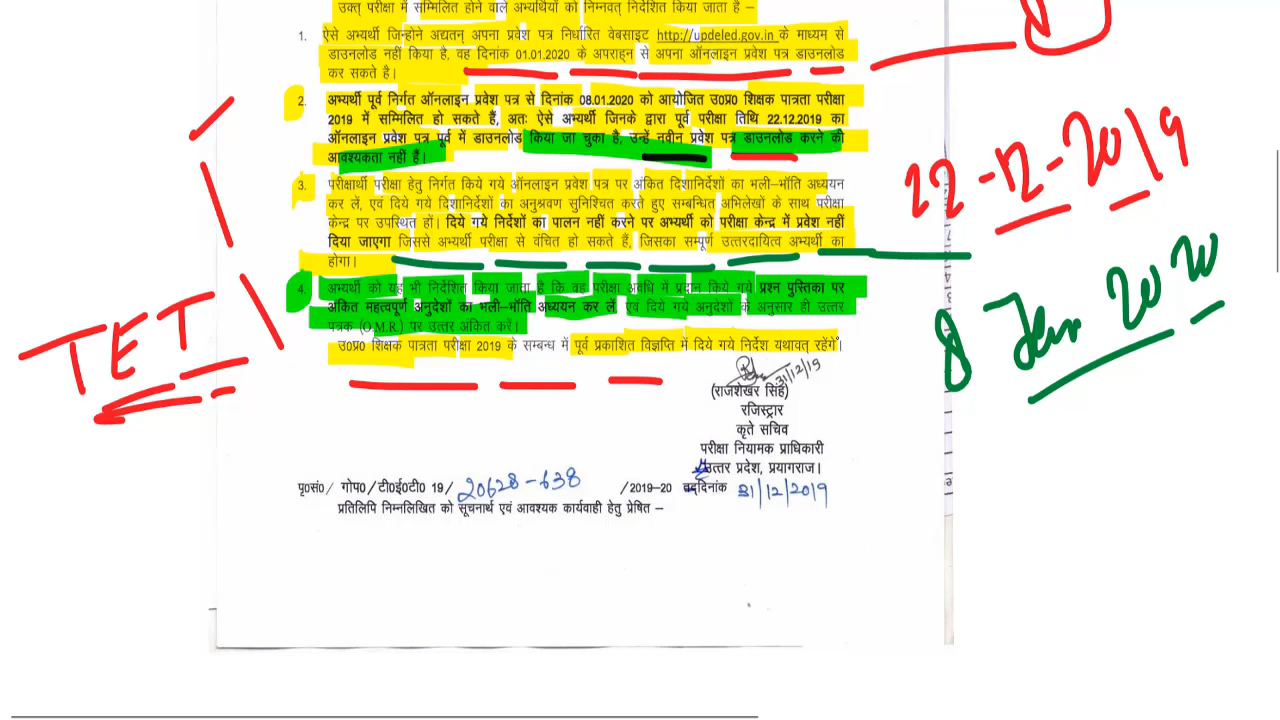 उक्त परीक्षा में सम्मिलित होने वाले अभ्यर्थियों को निम्नवत् निर्देशित किया जाता है –
1. ऐसे अभ्यर्थी जिन्होने अद्यतन् अपना प्रवेश पत्र निर्धारित वेबसाइट http://updeled.gov.in के माध्यम से
डाउनलोड नहीं किया है, वह दिनांक 01.01.2020 के अपराह्न से अपना ऑनलाइन प्रवेश पत्र डाउनलोड
कर सकते है।
2. अभ्यर्थी पूर्व निर्गत ऑनलाइन प्रवेश पत्र से दिनांक 08.01.2020 को आयोजित उ0प्र0 शिक्षक पात्रता परीक्षा
2019 में सम्मिलित हो सकते हैं, अतः ऐसे अभ्यर्थी जिनके द्वारा पूर्व परीक्षा तिथि 22.12.2019 का
ऑनलाइन प्रवेश पत्र पूर्व में डाउनलोड किया जा चुका है, उन्हें नवीन प्रवेश पत्र डाउनलोड करने की
आवश्यकता नहीं हैं।
3. परीक्षार्थी परीक्षा हेतु निर्गत किये गये ऑनलाइन प्रवेश पत्र पर अंकित दिशानिर्देशों का भली–भॉति अध्ययन
कर लें, एवं दिये गये दिशानिर्देशों का अनुश्रवण सुनिश्चित करते हुए सम्बन्धित अभिलेखों के साथ परीक्षा
केन्द्र पर उपस्थित हों। दिये गये निर्देशों का पालन नहीं करने पर अभ्यर्थी को परीक्षा केन्द्र में प्रवेश नहीं
दिया जाएगा जिससे अभ्यर्थी परीक्षा से वंचित हो सकते हैं, जिसका सम्पूर्ण उत्तरदायित्व अभ्यर्थी का
होगा।
4. अभ्यर्थी को यह भी निर्देशित किया जाता है कि वह परीक्षा अवधि में प्रदान किये गये प्रश्न पुस्तिका पर
अंकित महत्वपूर्ण अनुदेशों का भली–भॉति अध्ययन कर लें एवं दिये गये अनुदेशों के अनुसार ही उत्तर
पत्रक (O.M.R.) पर उत्तर अंकित करें।
उ0प्र0 शिक्षक पात्रता परीक्षा 2019 के सम्बन्ध में पूर्व प्रकाशित विज्ञप्ति में दिये गये निर्देश यथावत् रहेंगें।
22-12-2019
8 Jan 2020
TET
31/12/19
(राजशेखर सिंह)
रजिस्ट्रार
कृते सचिव
परीक्षा नियामक प्राधिकारी
उत्तर प्रदेश, प्रयागराज।
पृ0सं0/ गोप0/टी0ई0टी0 19/ 20628-638 /2019–20 दिनांक 31/12/2019
प्रतिलिपि निम्नलिखित को सूचनार्थ एवं आवश्यक कार्यवाही हेतु प्रेषित –